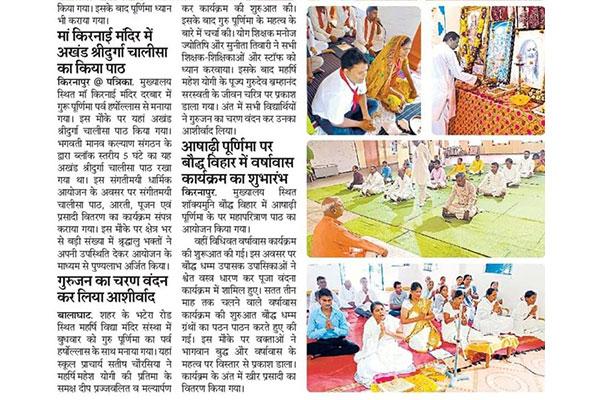 किया गया। इसके बाद पूर्णिमा ध्यान
भी कराया गया।
मां किरनाई मंदिर में
अखंड श्रीदुर्गा चालीसा
का किया पाठ
किरनापुर @ पत्रिका. मुख्यालय
स्थित मॉ किरनाई मंदिर दरबार में
गुरू पूर्णिमा पर्व हर्षोल्लास से मनाया
गया। इस मौके पर यहां अखंड
श्रीदुर्गा चालीसा पाठ किया गया।
भगवती मानव कल्याण संगठन के
द्वारा ब्लॉक स्तरीय 5 घंटे का यह
अखंड श्रीदुर्गा चालीसा पाठ रखा
गया था। इस संगीतमयी धार्मिक
आयोजन के अवसर पर संगीतमयी
चालीसा पाठ, आरती, पूजन एवं
प्रसादी वितरण का कार्यक्रम संपन्न
कराया गया। इस मौके पर क्षेत्र भर
से बड़ी संख्या में श्रृद्धालु भक्तों ने
अपनी उपस्थिति देकर आयोजन के
माध्यम से पुण्यलाभ अर्जित किया।
गुरुजन का चरण वंदन
कर लिया आशीर्वाद
बालाघाट. शहर के भटेरा रोड
स्थित महर्षि विद्या मंदिर संस्था में
बुधवार को गुरु पूर्णिमा का पर्व
हर्षोल्लास के साथ मनाया गया। यहां
स्कूल प्राचार्य सतीष चौरसिया ने
महर्षि महेश योगी की प्रतिमा के
समक्ष दीप प्रज्जवलित व मल्यार्पण
कर कार्यक्रम की शुरुआत की।
इसके बाद गुरु पूर्णिमा के महत्व के
बारे में चर्चा की। योग शिक्षक मनोज
ज्योतिषि और सुनीता तिवारी ने सभी
शिक्षक-शिक्षिकाओं और स्टॉफ को
ध्यान करवाया। इसके बाद महर्षि
महेश योगी के पूज्य गुरुदेव ब्रम्हानंद
सरस्वती के जीवन चरित्र पर प्रकाश
डाला गया। अंत में सभी विद्यार्थियों
ने गुरुजन का चरण वंदन कर उनका
आशीर्वाद लिया।
आषाढ़ी पूर्णिमा पर
बौद्ध विहार में वर्षावास
कार्यक्रम का शुभारंभ
किरनापुर. मुख्यालय स्थित
शॉक्यमुनि बौद्ध विहार में आषाढ़ी
पूर्णिमा के पर महापरित्राण पाठ का
आयोजन किया गया।
वहीं विधिवत वर्षावास कार्यक्रम
की शुरूआत की गई। इस अवसर पर
बौद्ध धम्म उपासक उपासिकाओं ने
श्वेत वस्त्र धारण कर पूजा वंदना
कार्यक्रम में शामिल हुए। सतत तीन
माह तक चलने वाले वर्षावास
कार्यक्रम की शुरुआत बौद्ध धम्म
ग्रंथों का पठन पाठन करते हुए की
गई। इस मौके पर वक्ताओं ने
भागवान बुद्ध और वर्षावास के
महत्व पर विस्तार से प्रकाश डाला।
कार्यक्रम के अंत में खीर प्रसादी का
वितरण किया गया।